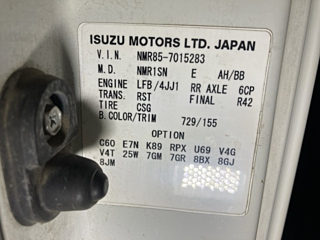 ISUZU MOTORS LTD. JAPAN
V.I.N. NMR85-7015283
M.D. NMR1SN E AH/BB
ENGINE LFB/4JJ1 RR AXLE 6CP
TRANS. RST FINAL R42
TIRE CSG
B.COLOR/TRIM 729/155
OPTION
C60 E7N K89 RPX U69 V4G
V4T 25W 7GM 7GR 8BX 8GJ
8JM